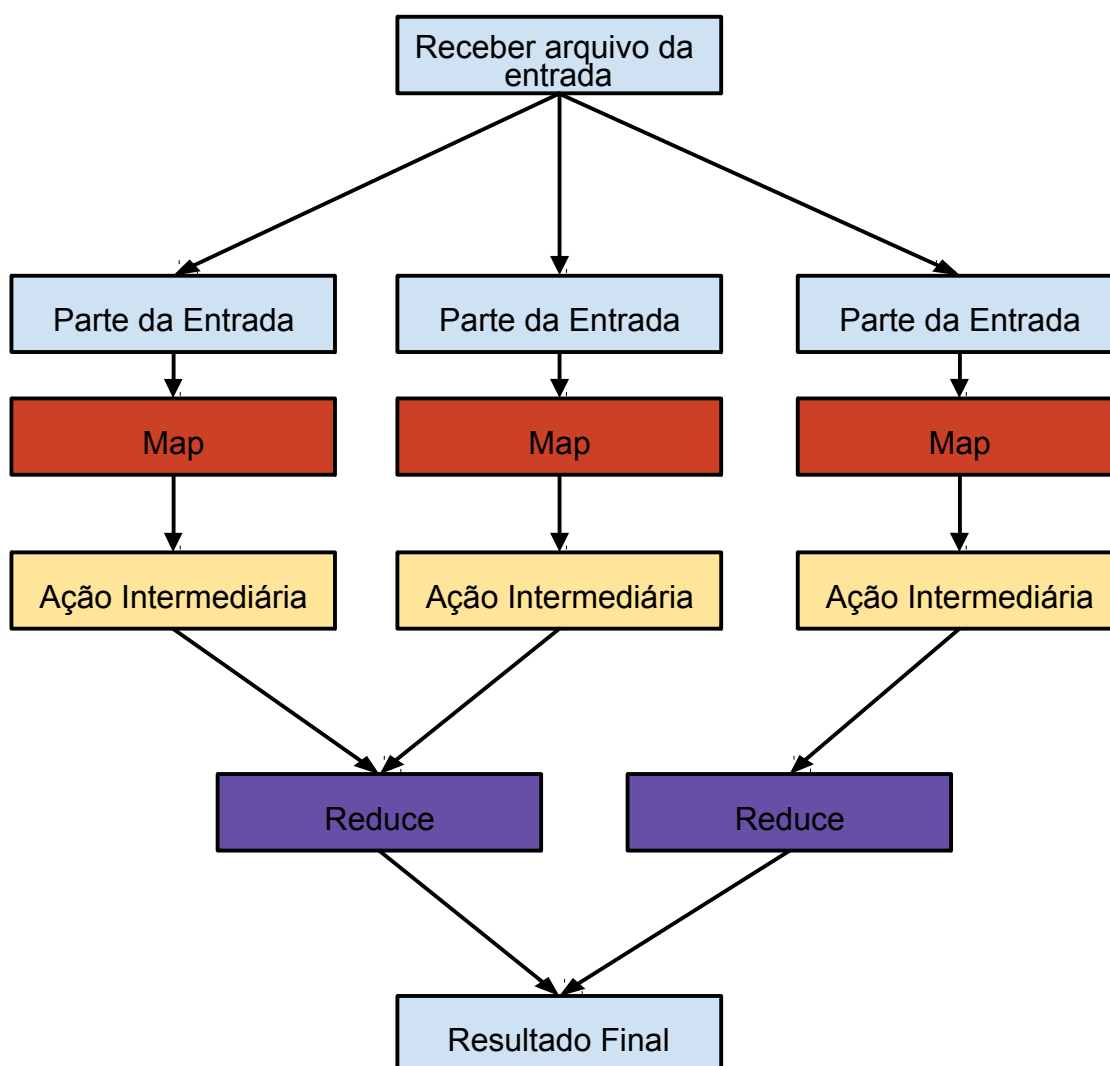 Receber arquivo da
entrada
Parte da Entrada
Parte da Entrada
Parte da Entrada
Map
Map
Map
Ação Intermediária
Ação Intermediária
Ação Intermediária
Reduce
Reduce
Resultado Final